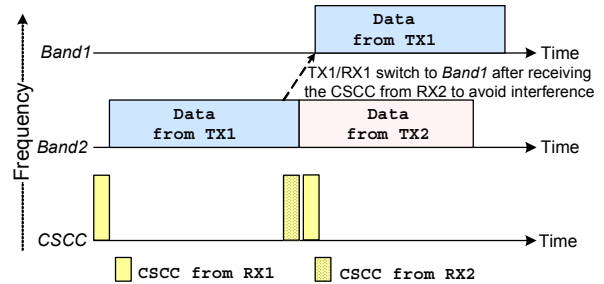 Frequency
Data
from TX1
Band1
Time
TX1/RX1 switch to Band1 after receiving
the CSCC from RX2 to avoid interference
Data
from TX1
Data
from TX2
Band2
Time
CSCC
Time
CSCC from RX1
CSCC from RX2